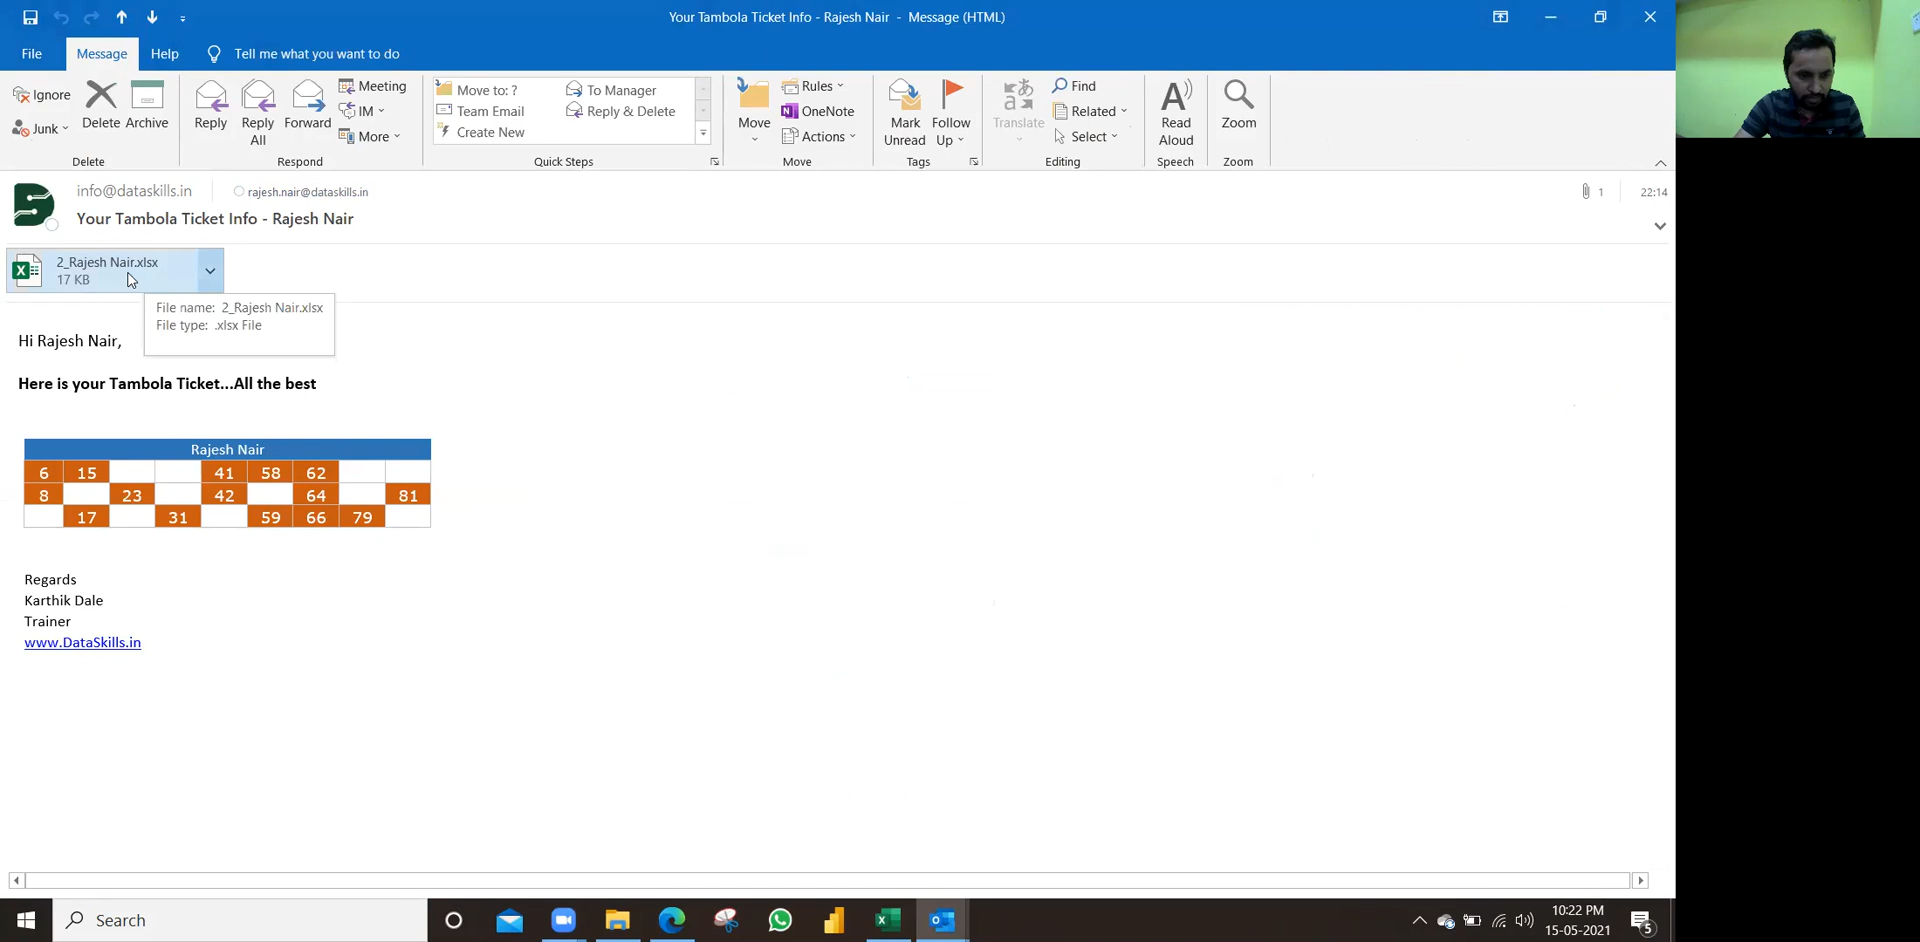 Your Tambola Ticket Info - Rajesh Nair - Message (HTML)
File Message Help Tell me what you want to do
Ignore
Junk
Delete
Archive
Delete
Reply
Reply All
Forward
Meeting
IM
More
Respond
Move to: ?
Team Email
Create New
To Manager
Reply & Delete
Quick Steps
Move
Rules
OneNote
Actions
Move
Mark Unread
Follow Up
Tags
Translate
Find
Related
Select
Editing
Read Aloud
Speech
Zoom
Zoom
info@dataskills.in rajesh.nair@dataskills.in 1 22:14
Your Tambola Ticket Info - Rajesh Nair
2_Rajesh Nair.xlsx
17 KB
File name: 2_Rajesh Nair.xlsx
File type: .xlsx File
Hi Rajesh Nair,
Here is your Tambola Ticket...All the best
Rajesh Nair
6 15 41 58 62
8 23 42 64 81
17 31 59 66 79
Regards
Karthik Dale
Trainer
www.DataSkills.in
Search
10:22 PM
15-05-2021
5